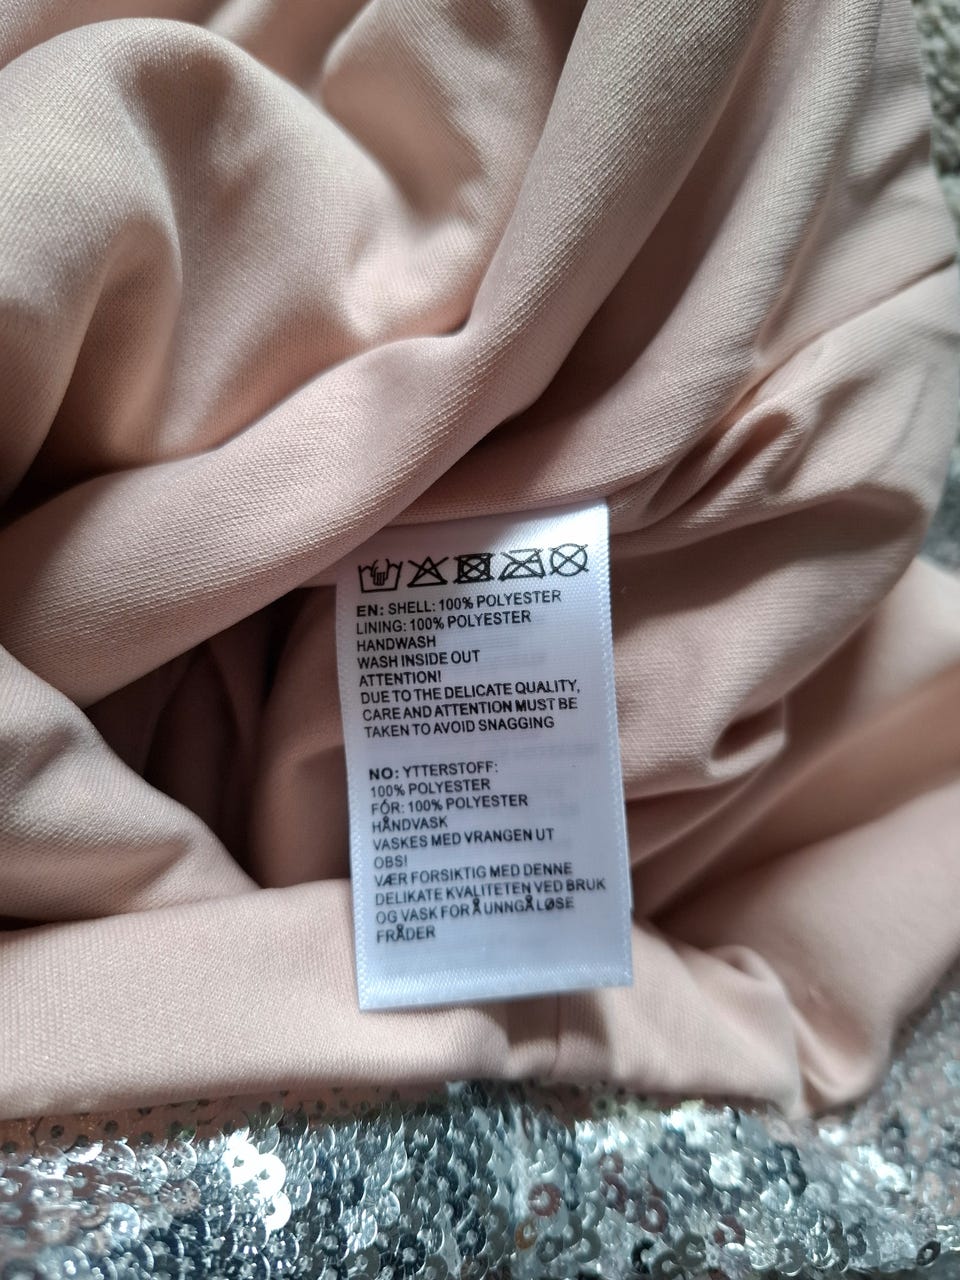 EN: SHELL: 100% POLYESTER
LINING: 100% POLYESTER
HANDWASH
WASH INSIDE OUT
ATTENTION!
DUE TO THE DELICATE QUALITY,
CARE AND ATTENTION MUST BE
TAKEN TO AVOID SNAGGING
NO: YTTERSTOFF:
100% POLYESTER
FÓR: 100% POLYESTER
HÅNDVASK
VASKES MED VRANGEN UT
OBS!
VÆR FORSIKTIG MED DENNE
DELIKATE KVALITETEN VED BRUK
OG VASK FOR Å UNNGÅ LØSE
FRÅDER